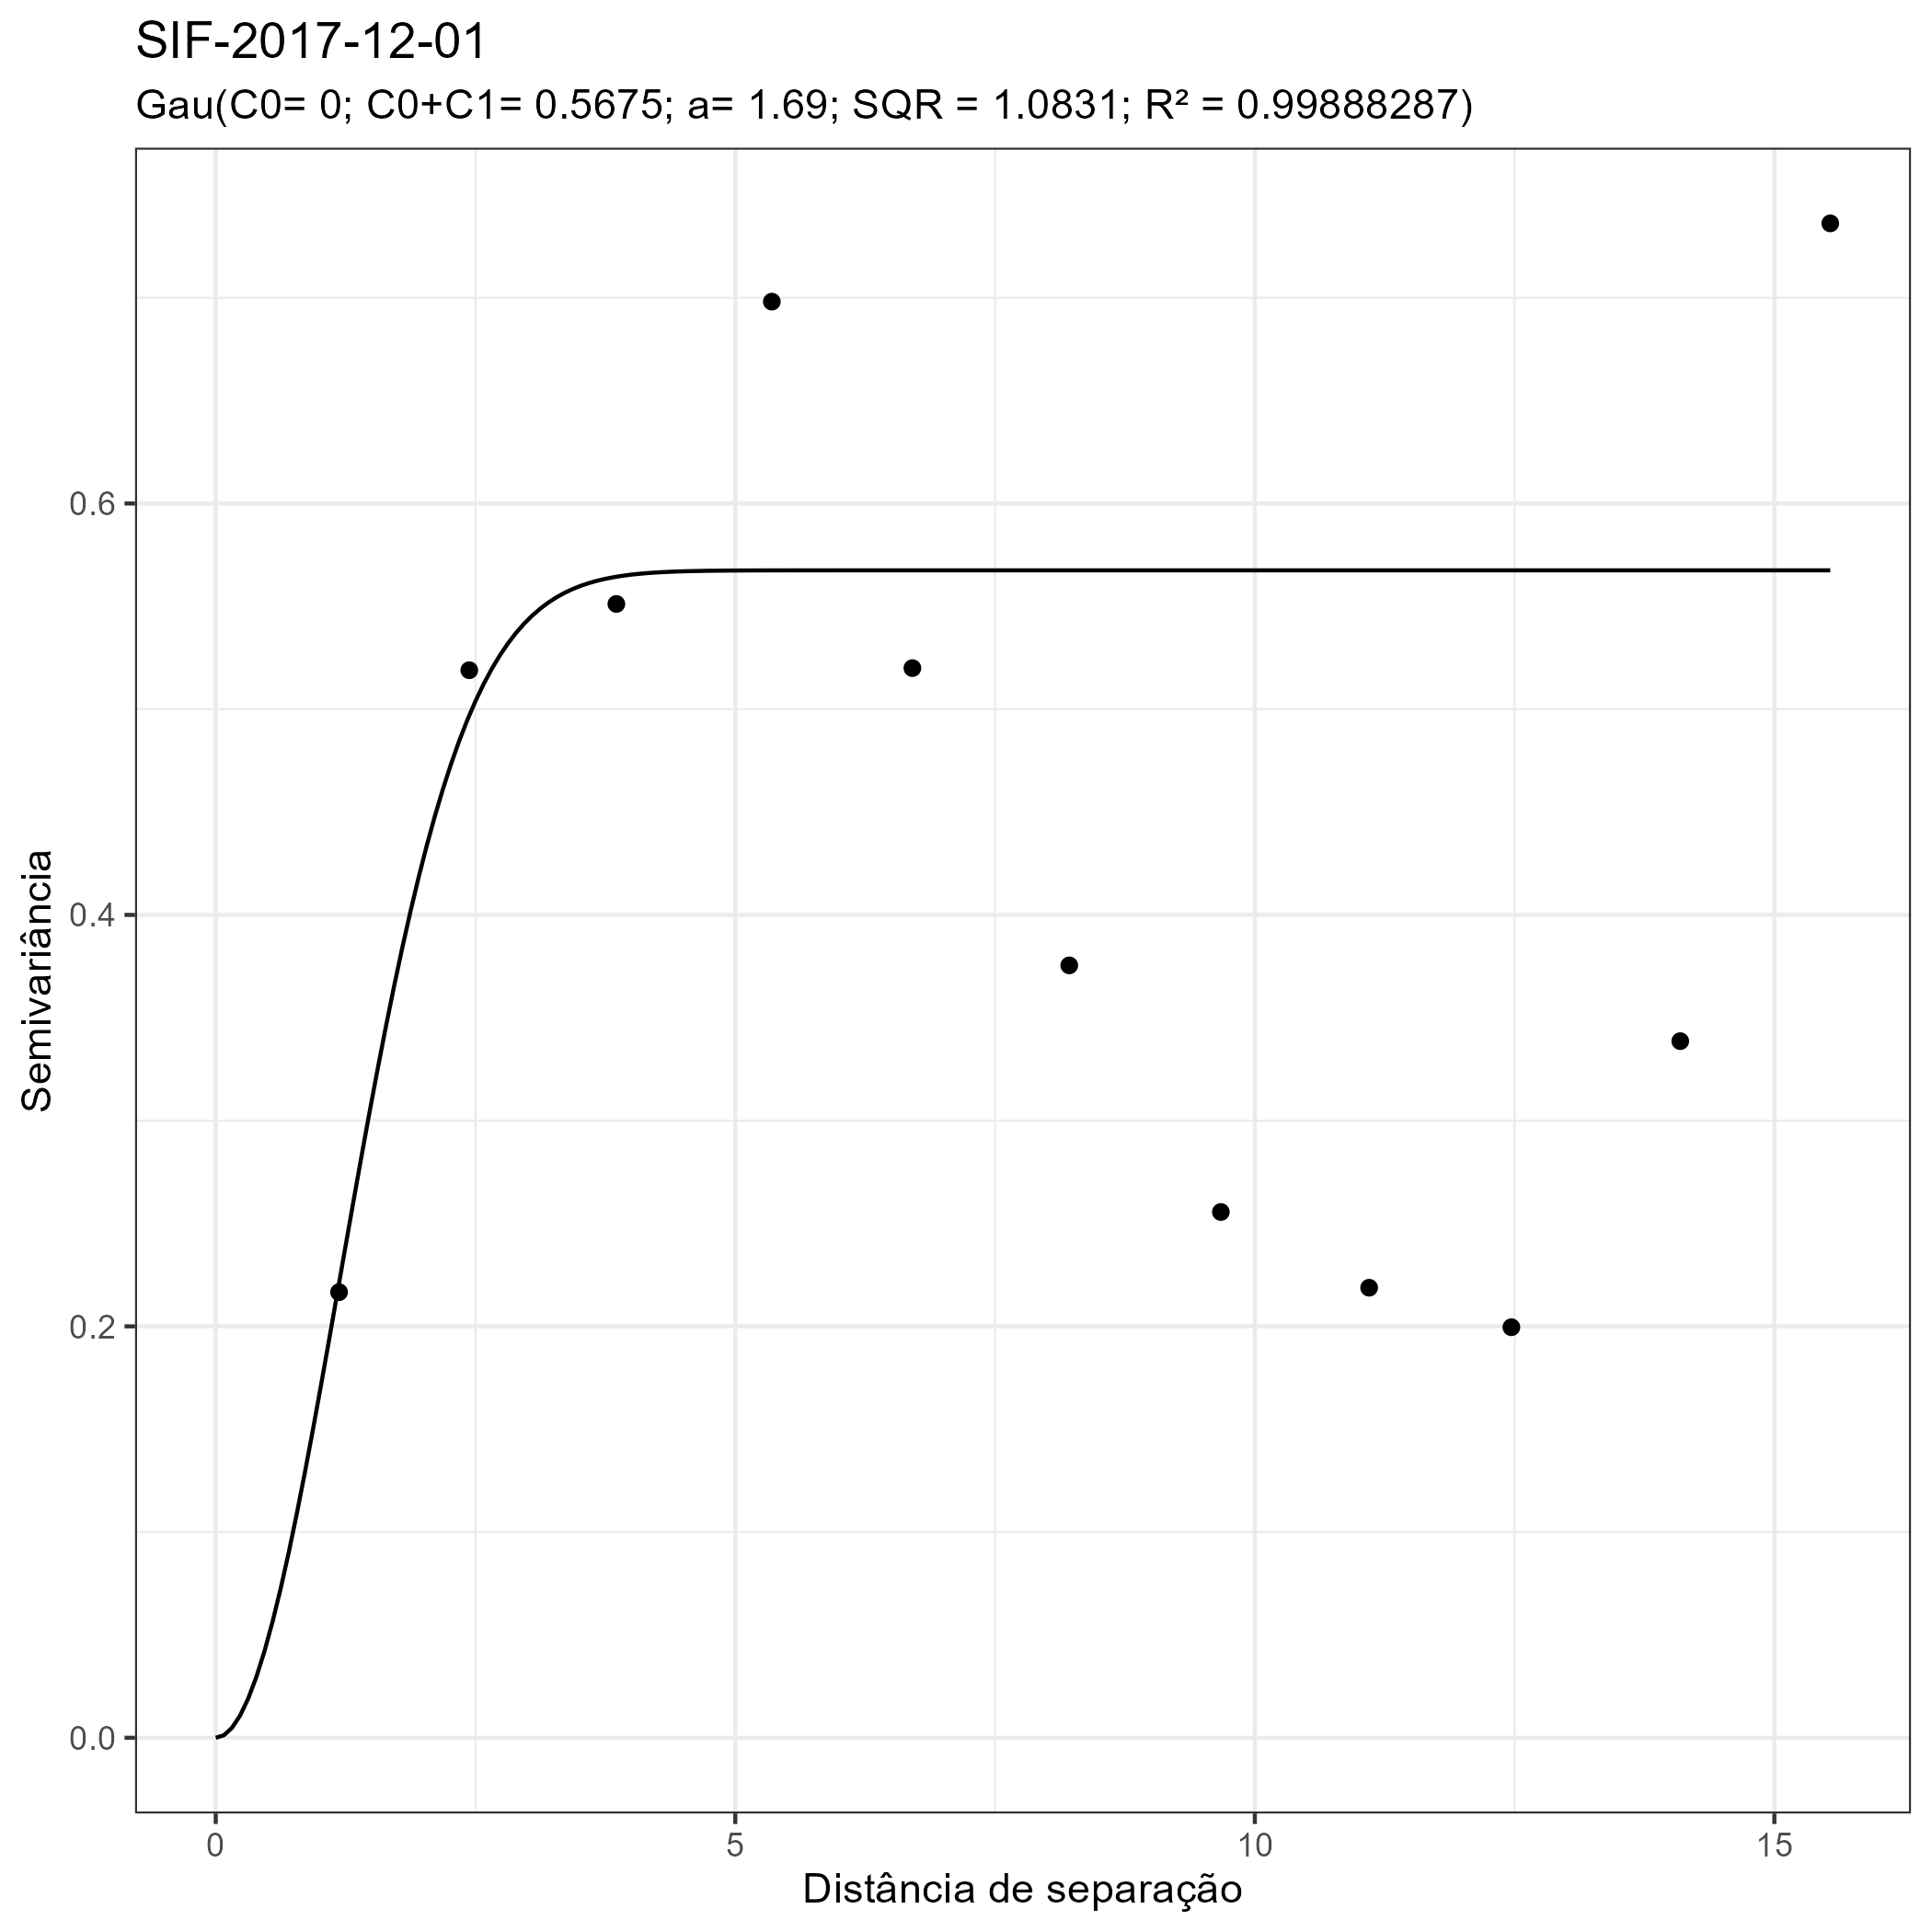 SIF-2017-12-01
Gau(C0= 0; C0+C1= 0.5675; a= 1.69; SQR = 1.0831; R² = 0.99888287)
Semivariância
0.6
0.4
0.2
0.0
0
5
10
15
Distância de separação